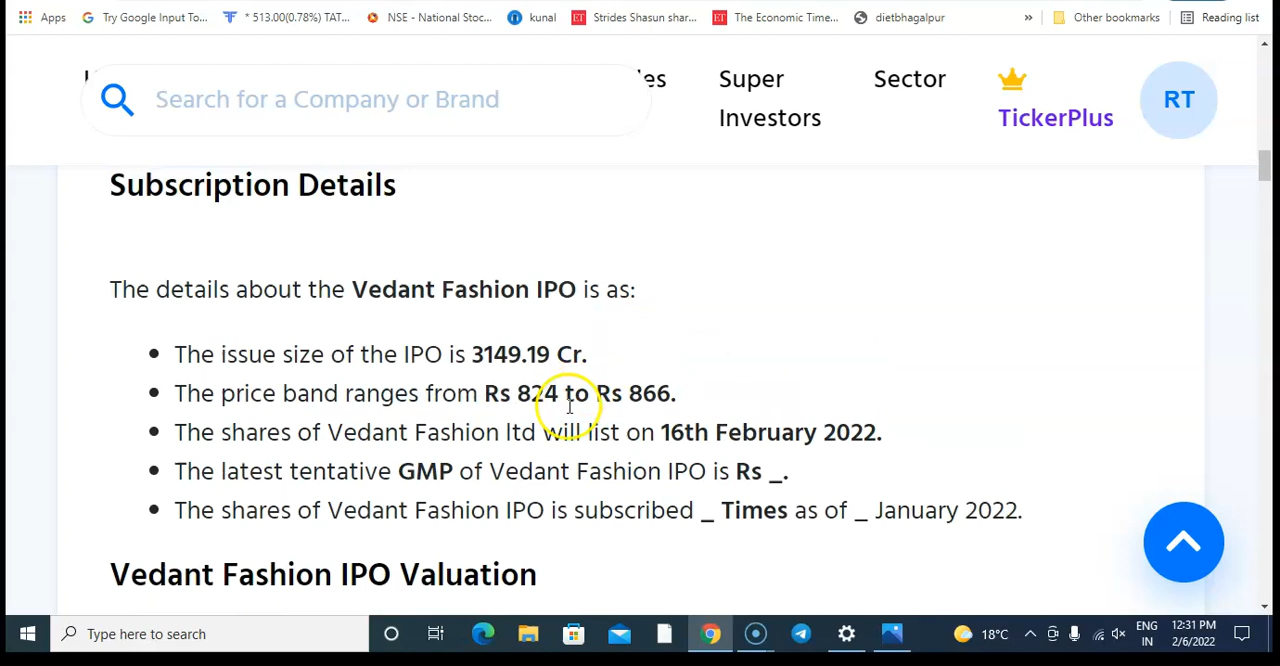 Apps Try Google Input To... * 513.00(0.78%) TAT... NSE - National Stoc... kunal ET Strides Shasun shar... ET The Economic Time... dietbhagalpur » Other bookmarks Reading list
Search for a Company or Brand
les
Super Investors
Sector
TickerPlus
RT
Subscription Details
The details about the Vedant Fashion IPO is as:
• The issue size of the IPO is 3149.19 Cr.
• The price band ranges from Rs 824 to Rs 866.
• The shares of Vedant Fashion ltd will list on 16th February 2022.
• The latest tentative GMP of Vedant Fashion IPO is Rs _.
• The shares of Vedant Fashion IPO is subscribed _ Times as of _ January 2022.
Vedant Fashion IPO Valuation
Type here to search
18°C
ENG
IN
12:31 PM
2/6/2022